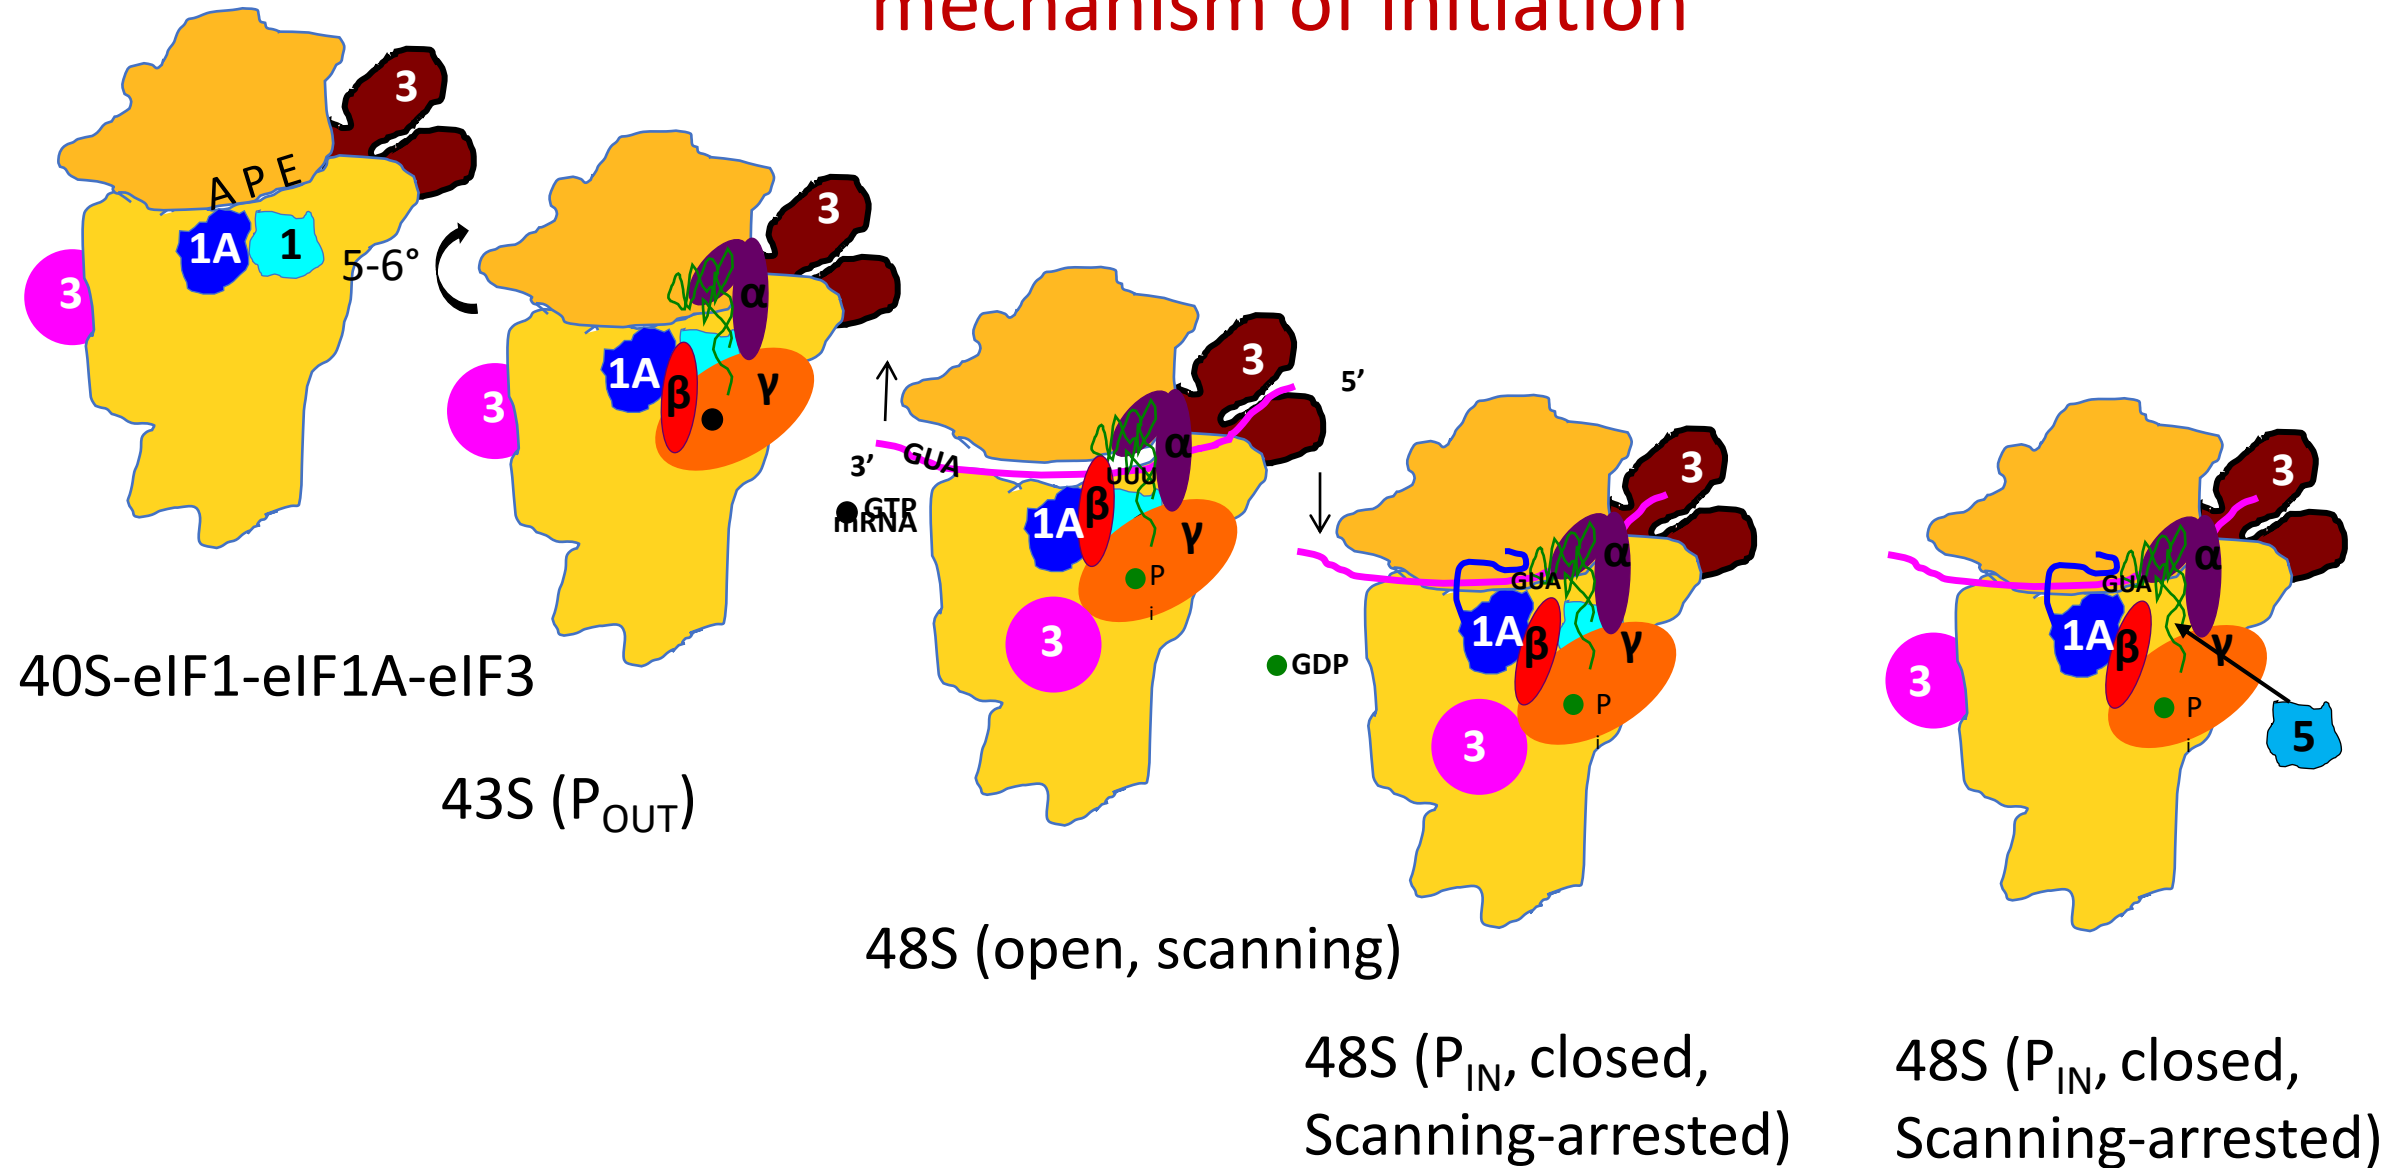 mechanism of initiation
3
A P E
1A
1
3
5-6°
3
α
1A
β
γ
3
40S-eIF1-eIF1A-eIF3
43S (POUT)
3
5’
3’
GUA
α
UUU
β
1A
γ
GTP
mRNA
P
i
3
48S (open, scanning)
3
α
GUA
1A
β
γ
GDP
P
i
3
48S (PIN, closed,
Scanning-arrested)
3
α
GUA
1A
β
γ
3
P
i
5
48S (PIN, closed,
Scanning-arrested)